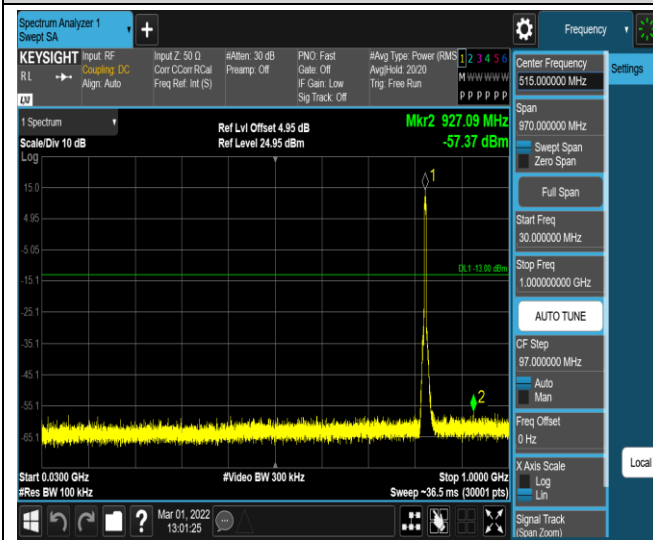 Spectrum Analyzer 1
Swept SA
+
Frequency
KEYSIGHT
RL
LXI
Input: RF
Coupling: DC
Align: Auto
Input Z: 50 Ω
Corr CCorr RCal
Freq Ref: Int (S)
#Atten: 30 dB
Preamp: Off
PNO: Fast
Gate: Off
IF Gain: Low
Sig Track: Off
#Avg Type: Power (RMS
Avg|Hold: 20/20
Trig: Free Run
1 2 3 4 5 6
M W W W W W
P P P P P P
1 Spectrum
Scale/Div 10 dB
Log
Ref Lvl Offset 4.95 dB
Ref Level 24.95 dBm
Mkr2 927.09 MHz
-57.37 dBm
1
15.0
4.95
-5.05
DL1 -13.00 dBm
-15.1
-25.1
-35.1
-45.1
2
-55.1
-65.1
Start 0.0300 GHz
#Res BW 100 kHz
#Video BW 300 kHz
Stop 1.0000 GHz
Sweep ~36.5 ms (30001 pts)
Mar 01, 2022
13:01:25
?
Center Frequency
515.000000 MHz
Span
970.000000 MHz
Swept Span
Zero Span
Full Span
Start Freq
30.000000 MHz
Stop Freq
1.000000000 GHz
AUTO TUNE
CF Step
97.000000 MHz
Auto
Man
Freq Offset
0 Hz
X Axis Scale
Log
Lin
Signal Track
(Span Zoom)
Settings
Local